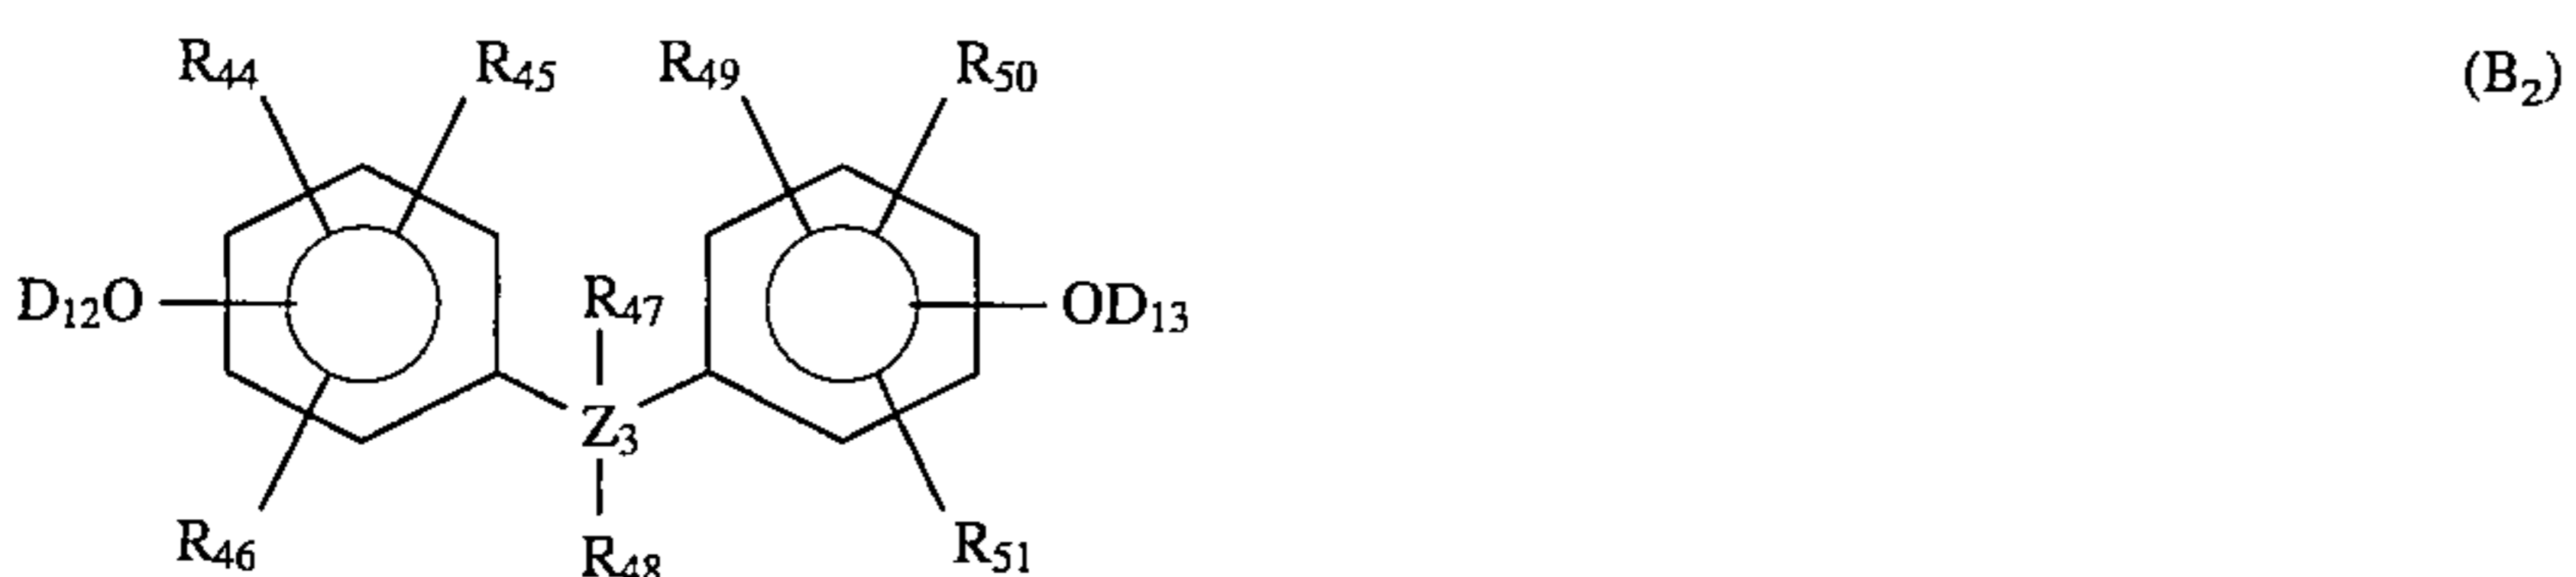 R₄₄ R₄₅ R₄₉ R₅₀ (B₂)
D₁₂O R₄₇ OD₁₃
Z₃
R₄₆ R₄₈ R₅₁